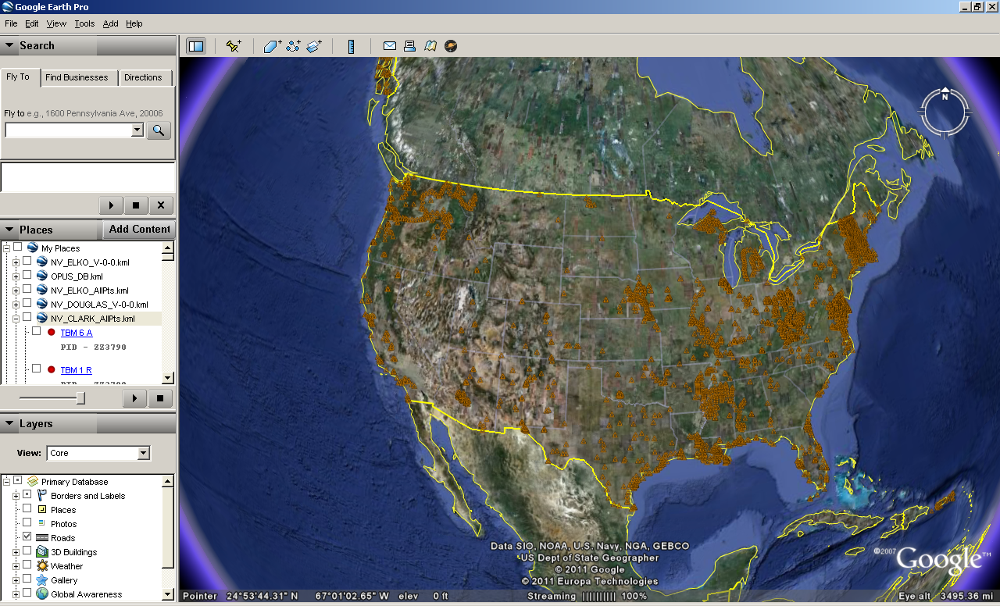 Google Earth Pro
File Edit View Tools Add Help
Search
Fly To Find Businesses Directions
Fly to e.g., 1600 Pennsylvania Ave, 20006
Places Add Content
My Places
NV_ELKO_V-0-0.kml
OPUS_DB.kml
NV_ELKO_AllPts.kml
NV_DOUGLAS_V-0-0.kml
NV_CLARK_AllPts.kml
TBM 6 A
PID - ZZ3790
TBM 1 R
Layers
View: Core
Primary Database
Borders and Labels
Places
Photos
Roads
3D Buildings
Weather
Gallery
Global Awareness
N
Data SIO, NOAA, U.S. Navy, NGA, GEBCO
US Dept of State Geographer
© 2011 Google
© 2011 Europa Technologies
©2007 Google™
Pointer 24°53'44.31" N 67°01'02.65" W elev 0 ft Streaming |||||||||| 100% Eye alt 3495.36 mi